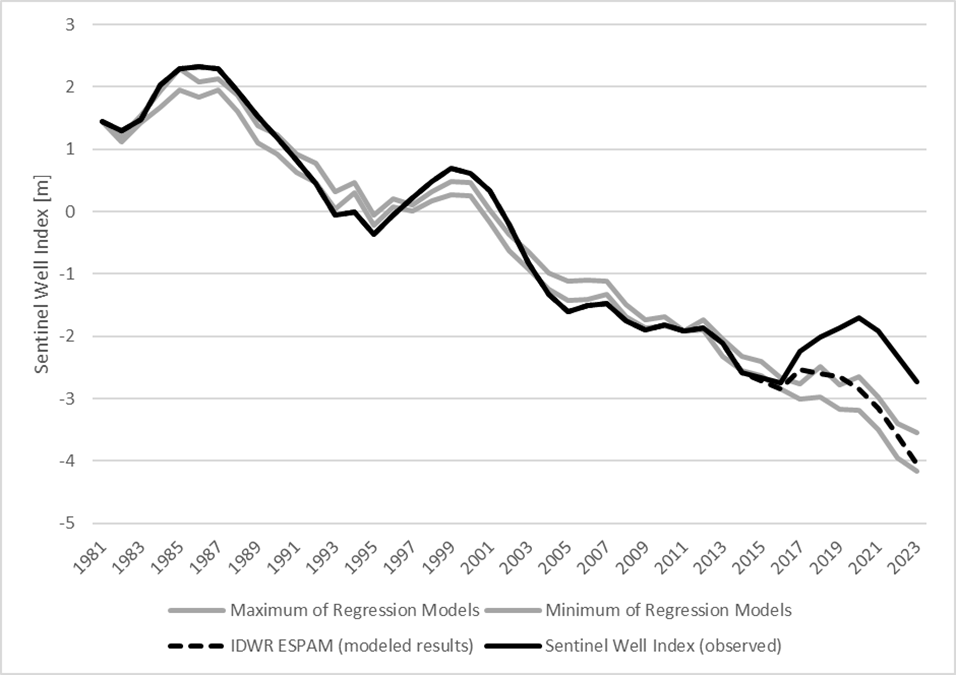 3
2
1
0
-1
-2
-3
-4
-5
Sentinel Well Index [m]
1981 1983 1985 1987 1989 1991 1993 1995 1997 1999 2001 2003 2005 2007 2009 2011 2013 2015 2017 2019 2021 2023
Maximum of Regression Models Minimum of Regression Models
IDWR ESPAM (modeled results) Sentinel Well Index (observed)